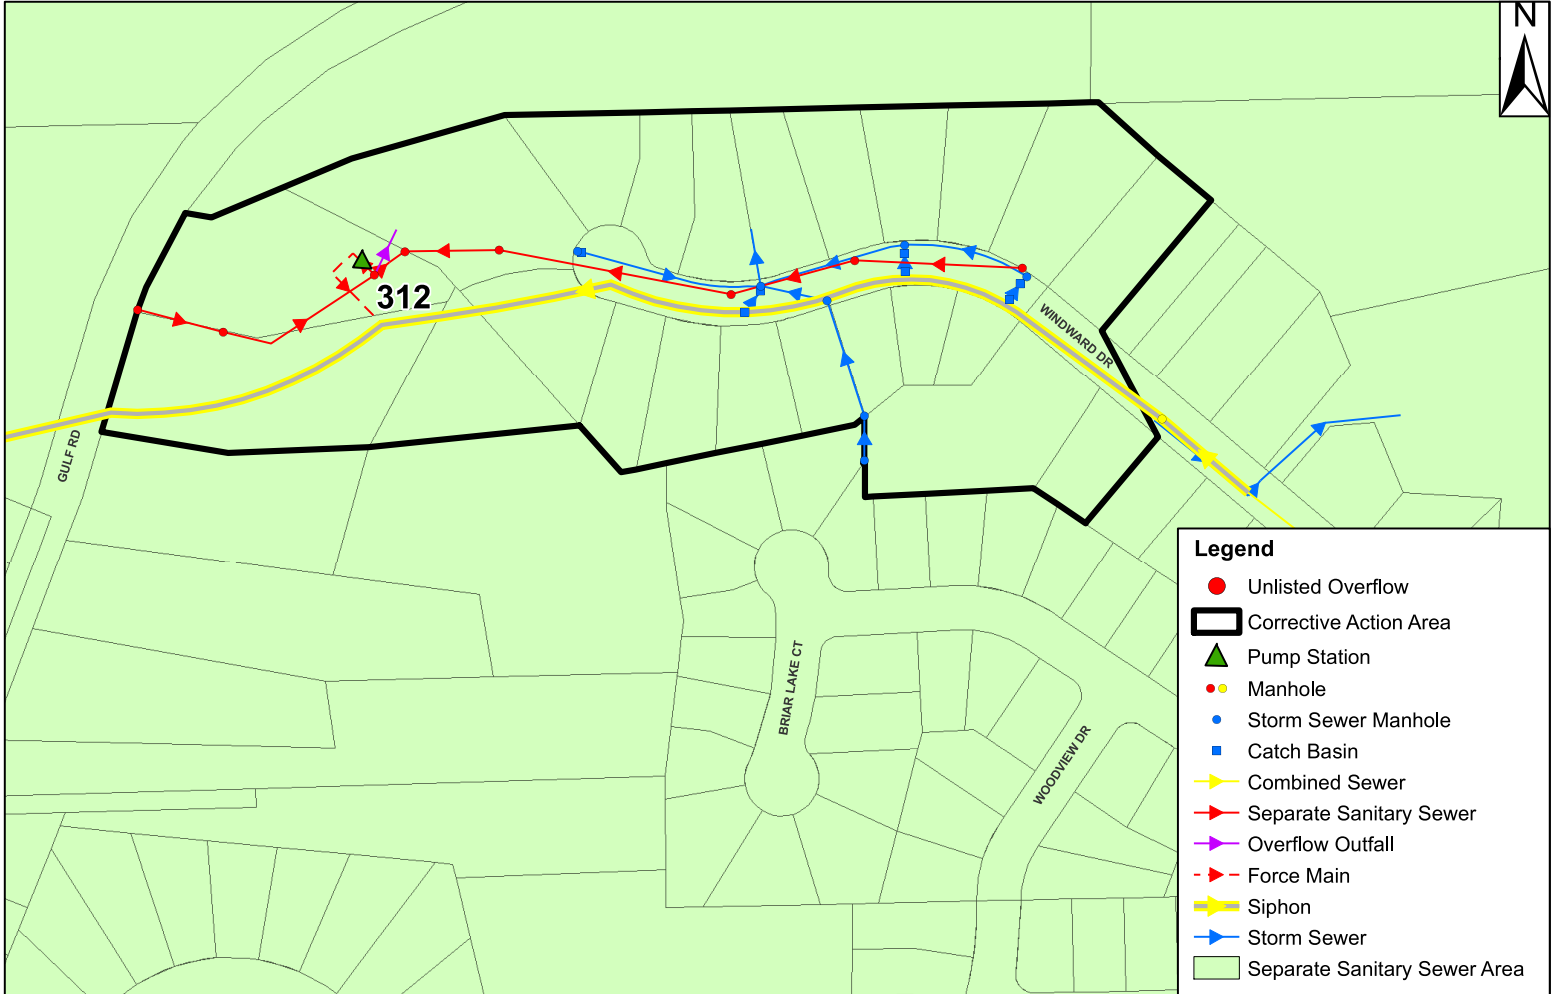 N
312
WINDWARD DR
GULF RD
BRIAR LAKE CT
WOODVIEW DR
Legend
Unlisted Overflow
Corrective Action Area
Pump Station
Manhole
Storm Sewer Manhole
Catch Basin
Combined Sewer
Separate Sanitary Sewer
Overflow Outfall
Force Main
Siphon
Storm Sewer
Separate Sanitary Sewer Area